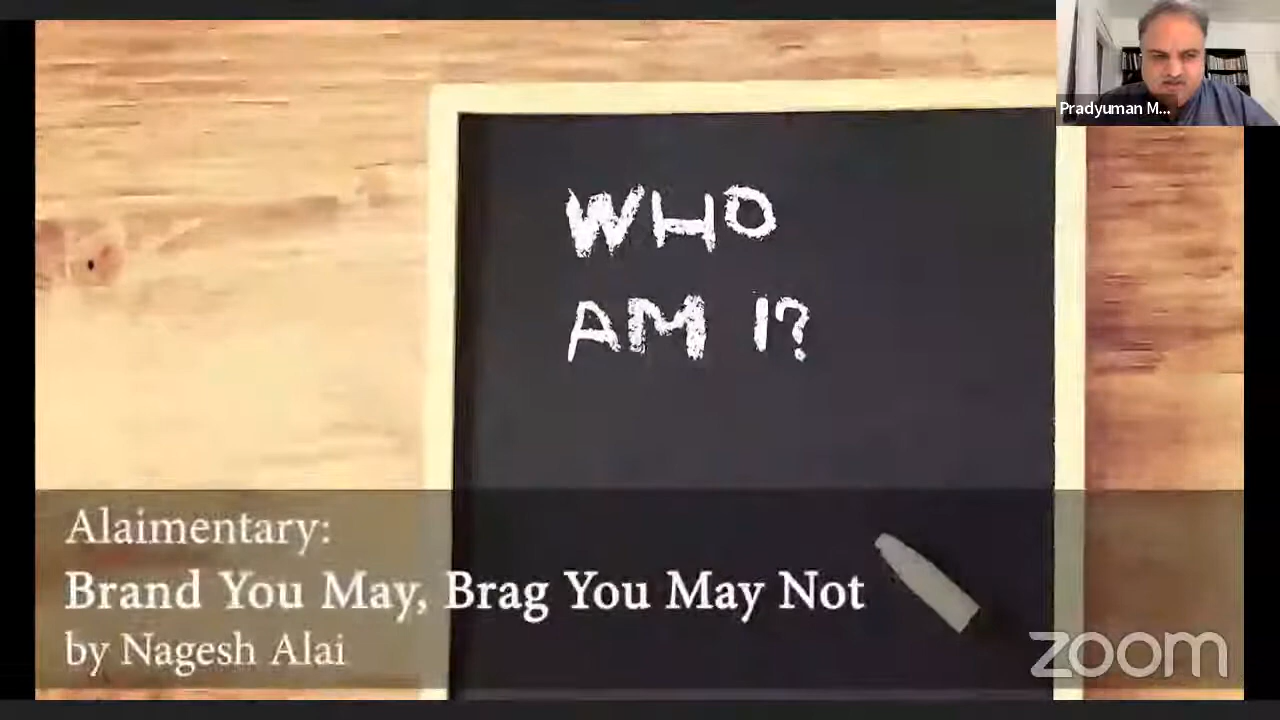 Pradyuman M...
WHO
AM I?
Alaimentary:
Brand You May, Brag You May Not
by Nagesh Alai
zoom